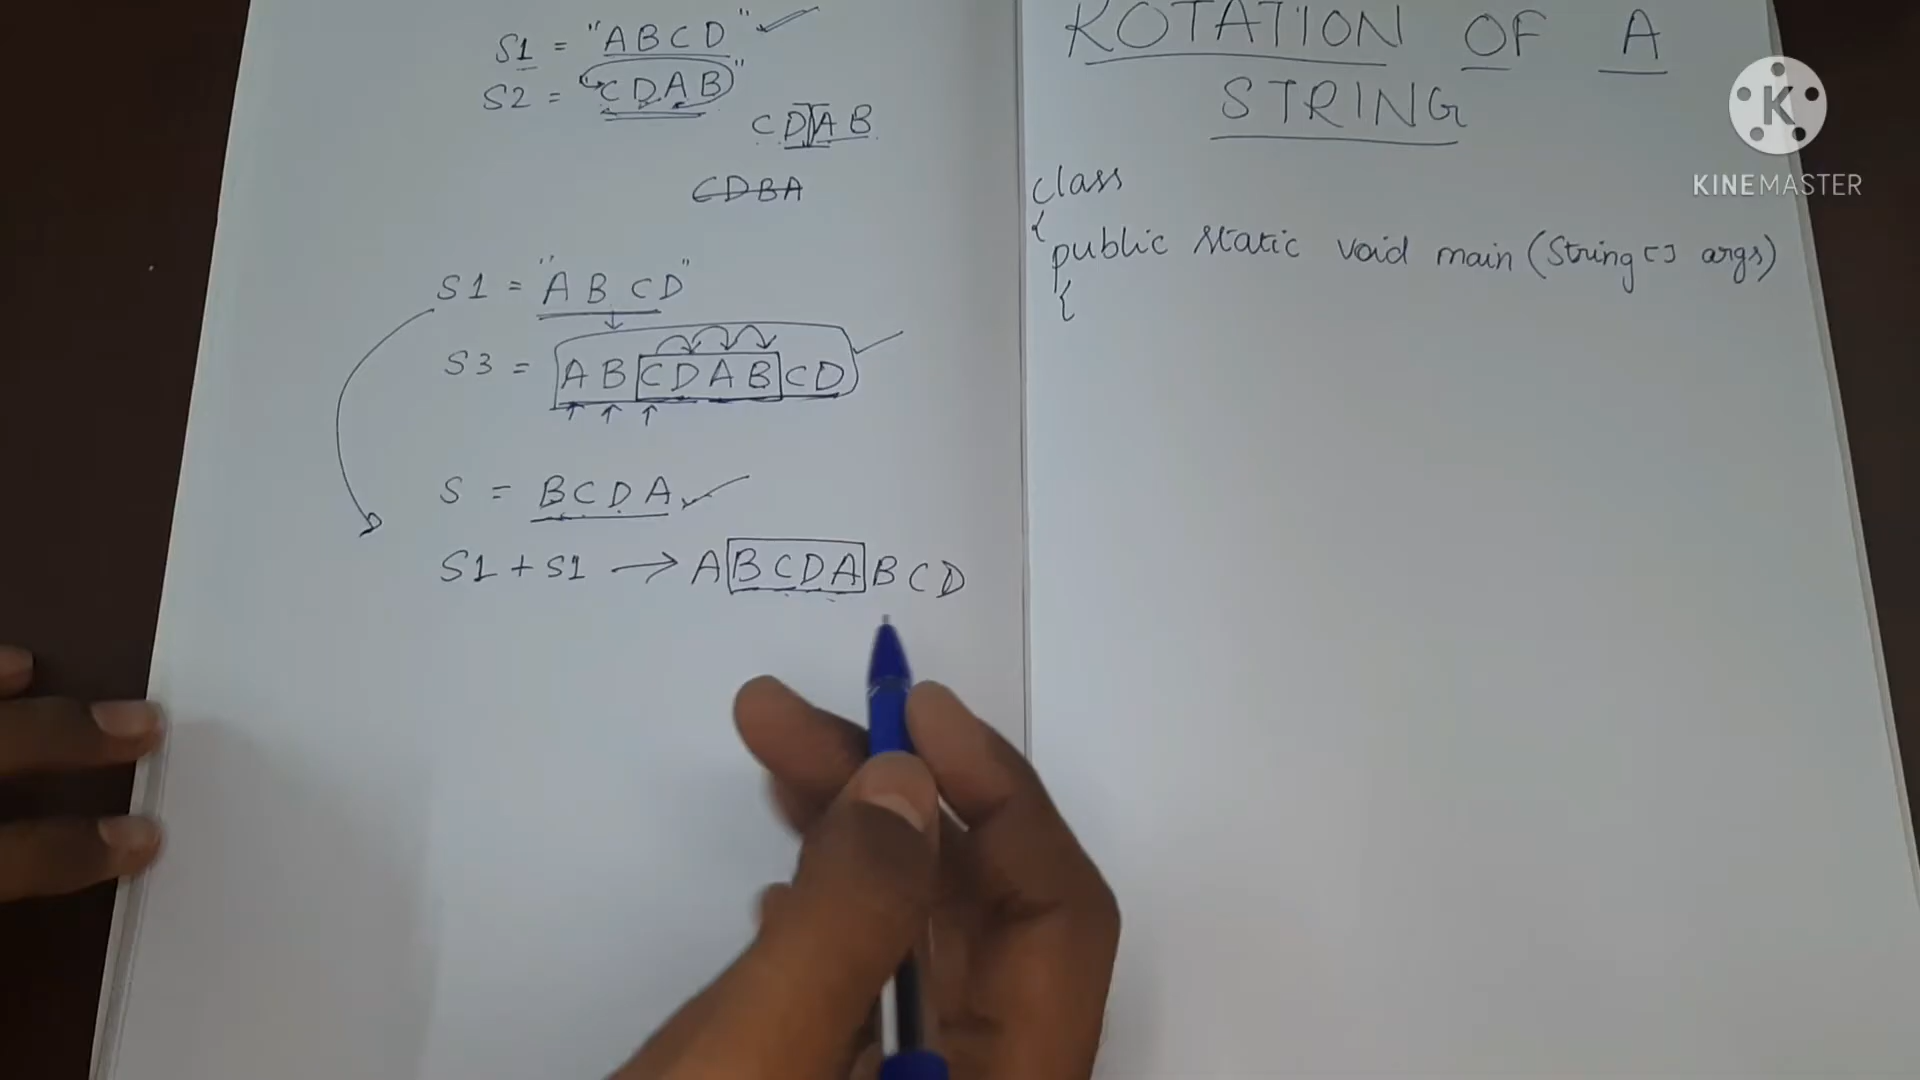 S1 = "ABCD"
S2 = "CDAB"
CDAB
CDBA
S1 = "ABCD"
S3 = ABCDABCD
S = BCDA
S1 + S1 → ABCDABCD
ROTATION OF A
STRING
class
{
public static void main (String [] args)
{
K
KINEMASTER